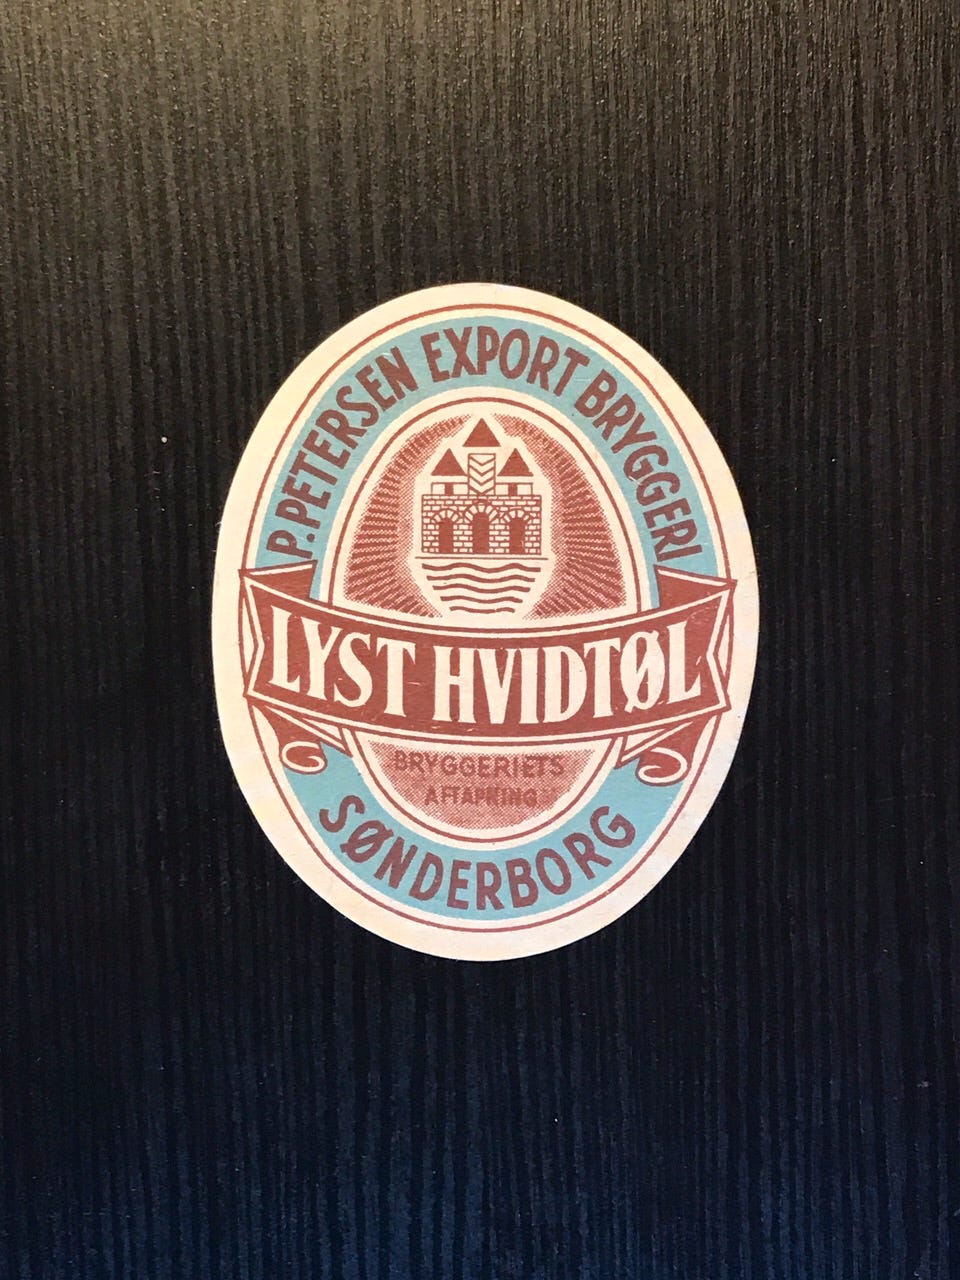 P. PETERSEN EXPORT BRYGGERI
LYST HVIDTØL
BRYGGERIETS
AFTAPNING
SØNDERBORG